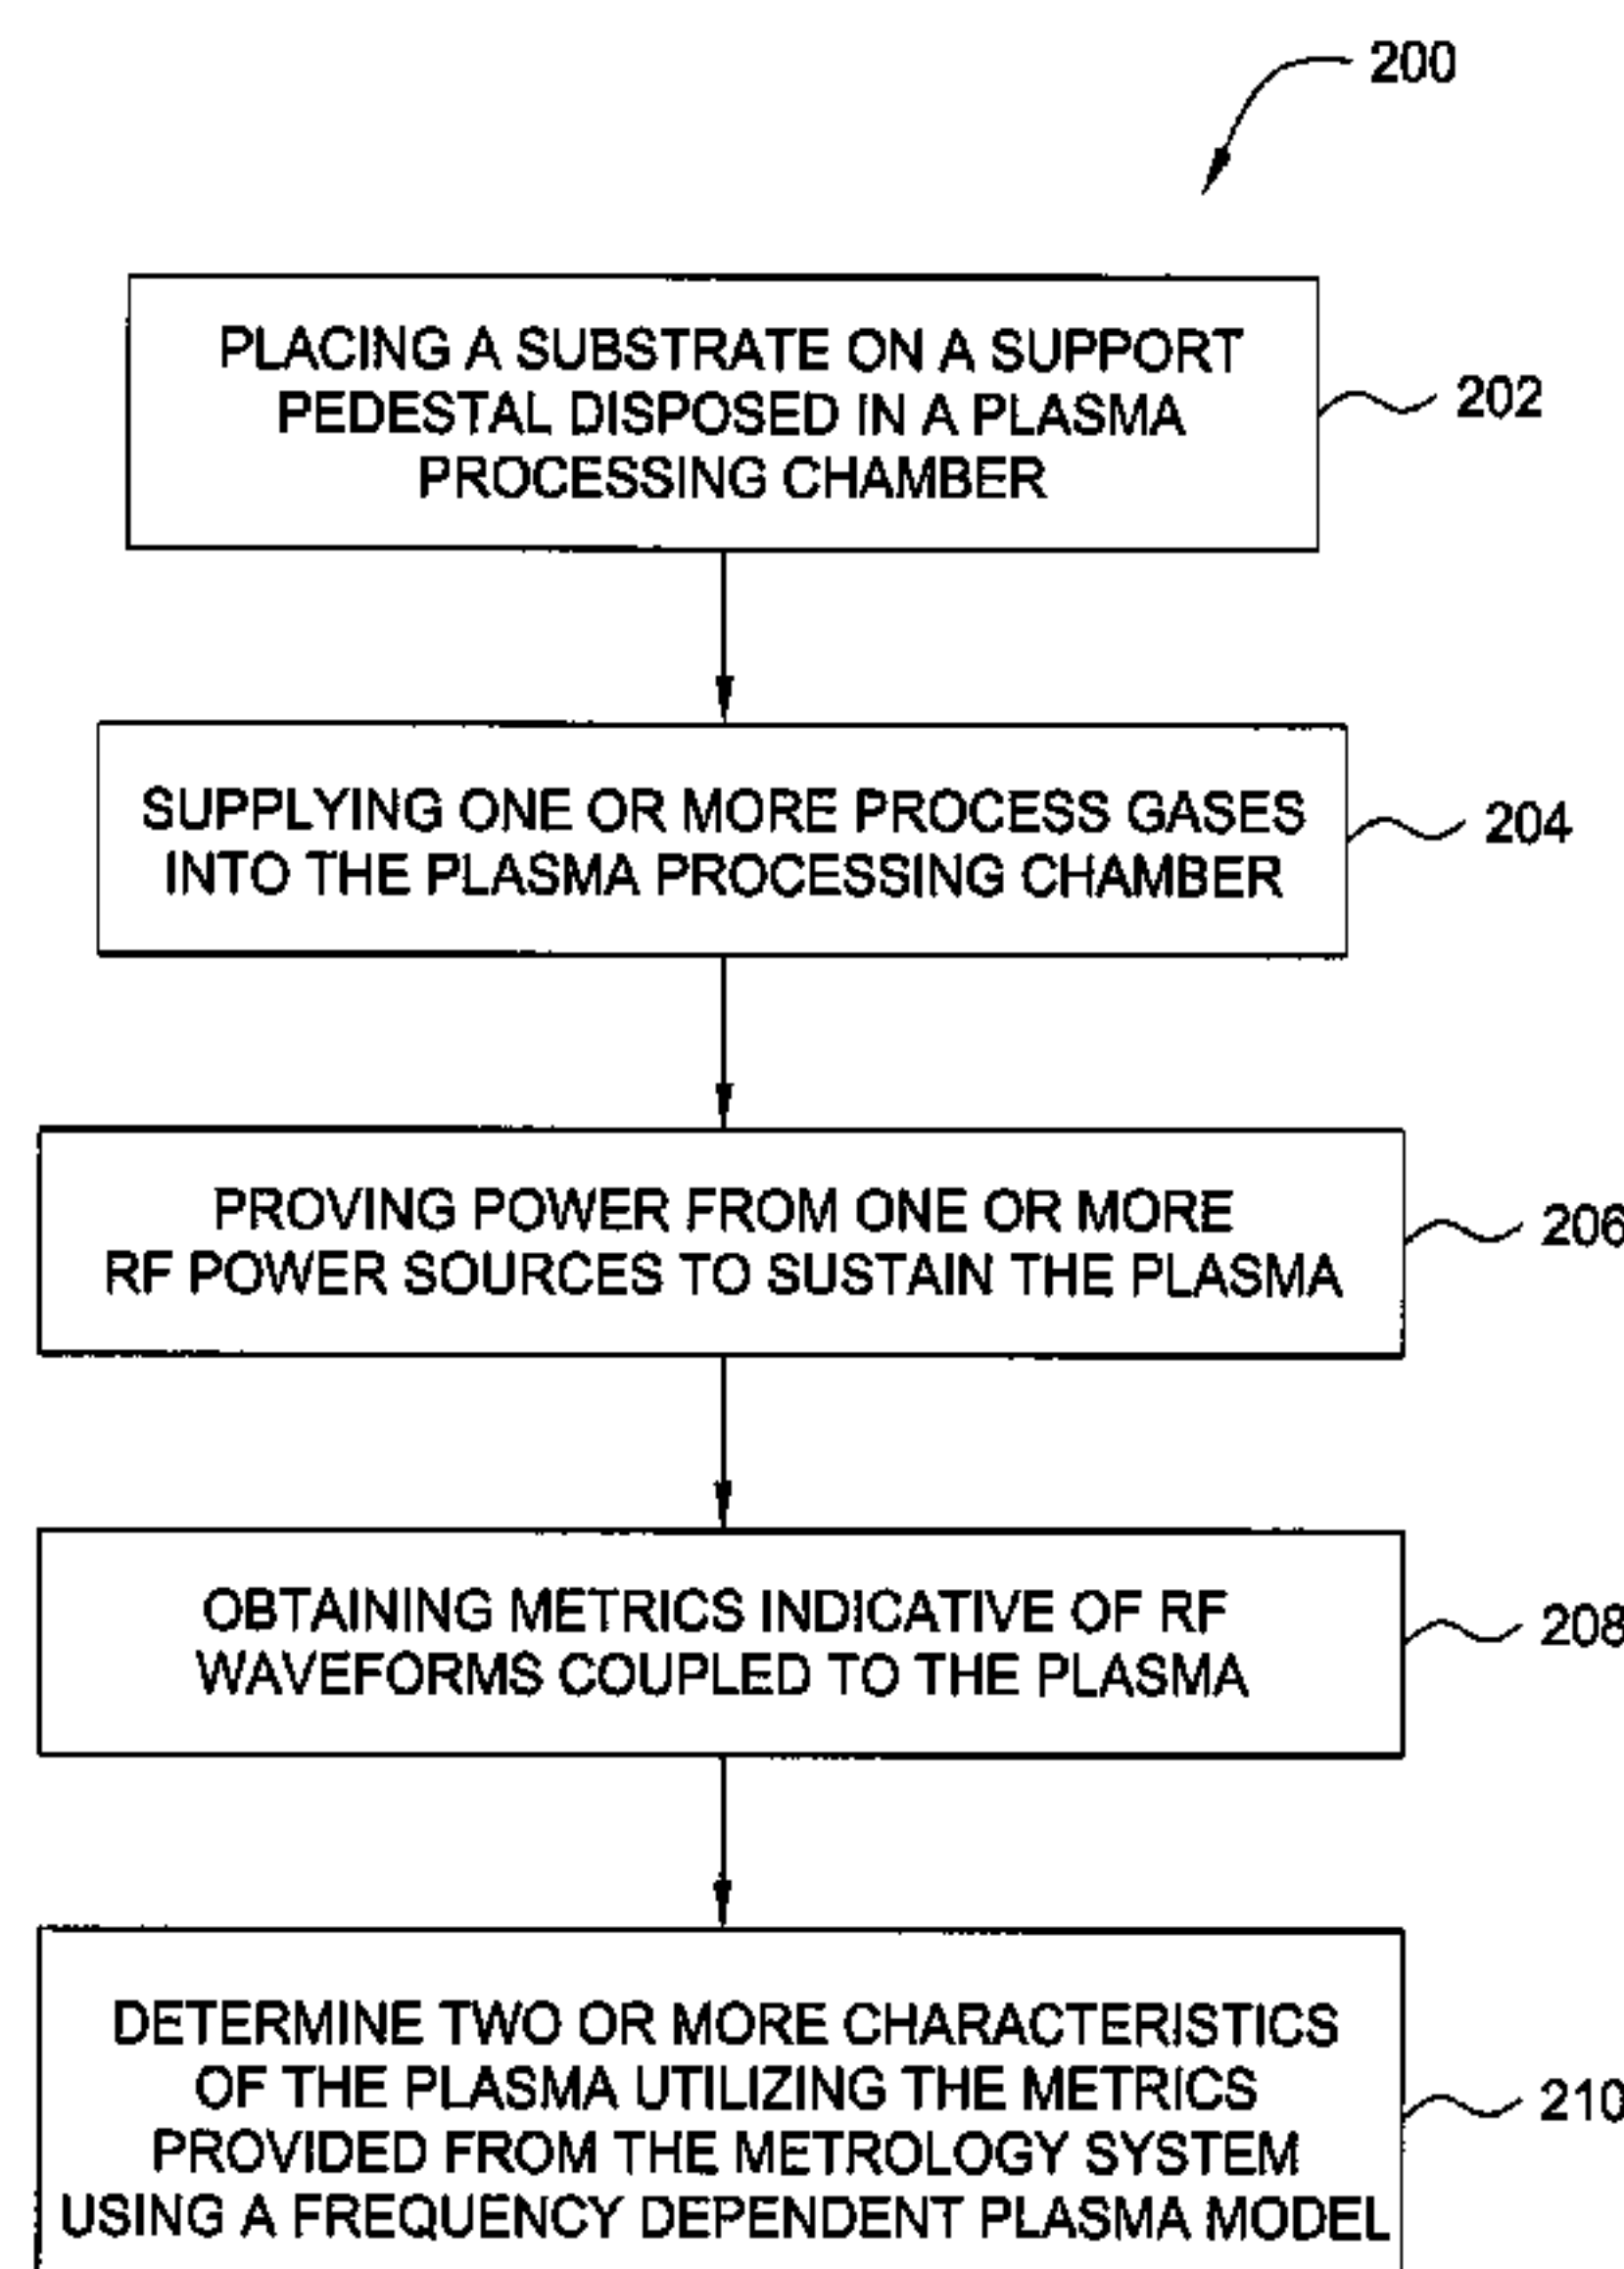 200
PLACING A SUBSTRATE ON A SUPPORT
PEDESTAL DISPOSED IN A PLASMA
PROCESSING CHAMBER
202
SUPPLYING ONE OR MORE PROCESS GASES
INTO THE PLASMA PROCESSING CHAMBER
204
PROVING POWER FROM ONE OR MORE
RF POWER SOURCES TO SUSTAIN THE PLASMA
206
OBTAINING METRICS INDICATIVE OF RF
WAVEFORMS COUPLED TO THE PLASMA
208
DETERMINE TWO OR MORE CHARACTERISTICS
OF THE PLASMA UTILIZING THE METRICS
PROVIDED FROM THE METROLOGY SYSTEM
USING A FREQUENCY DEPENDENT PLASMA MODEL
210